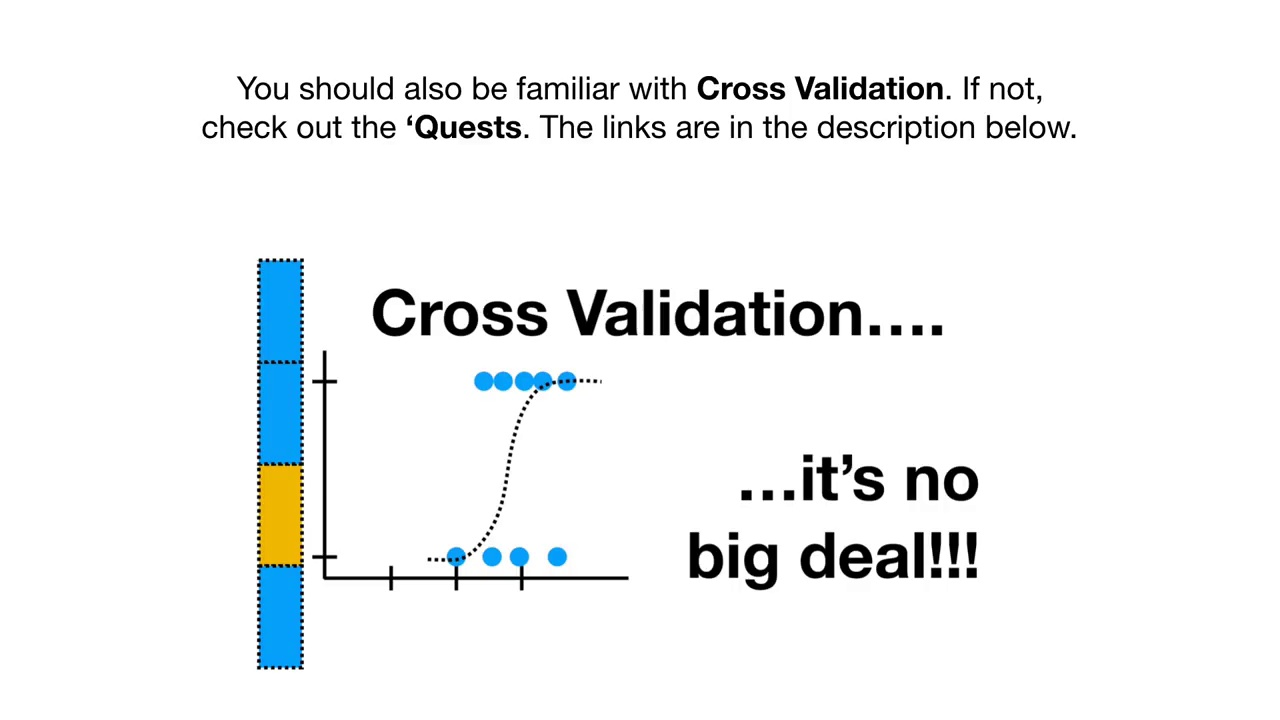 You should also be familiar with Cross Validation. If not,
check out the ‘Quests. The links are in the description below.
Cross Validation….
…it’s no
big deal!!!